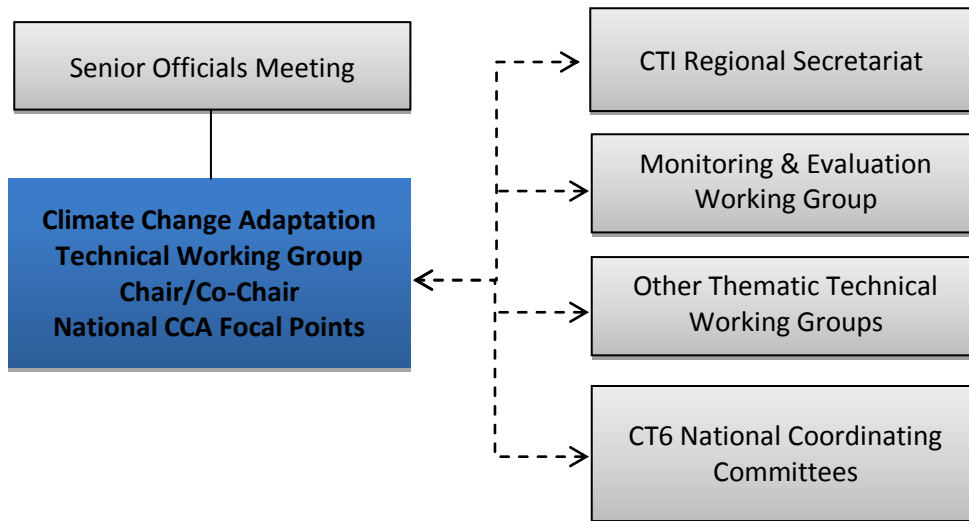 Senior Officials Meeting
Climate Change Adaptation
Technical Working Group
Chair/Co-Chair
National CCA Focal Points
CTI Regional Secretariat
Monitoring & Evaluation
Working Group
Other Thematic Technical
Working Groups
CT6 National Coordinating
Committees